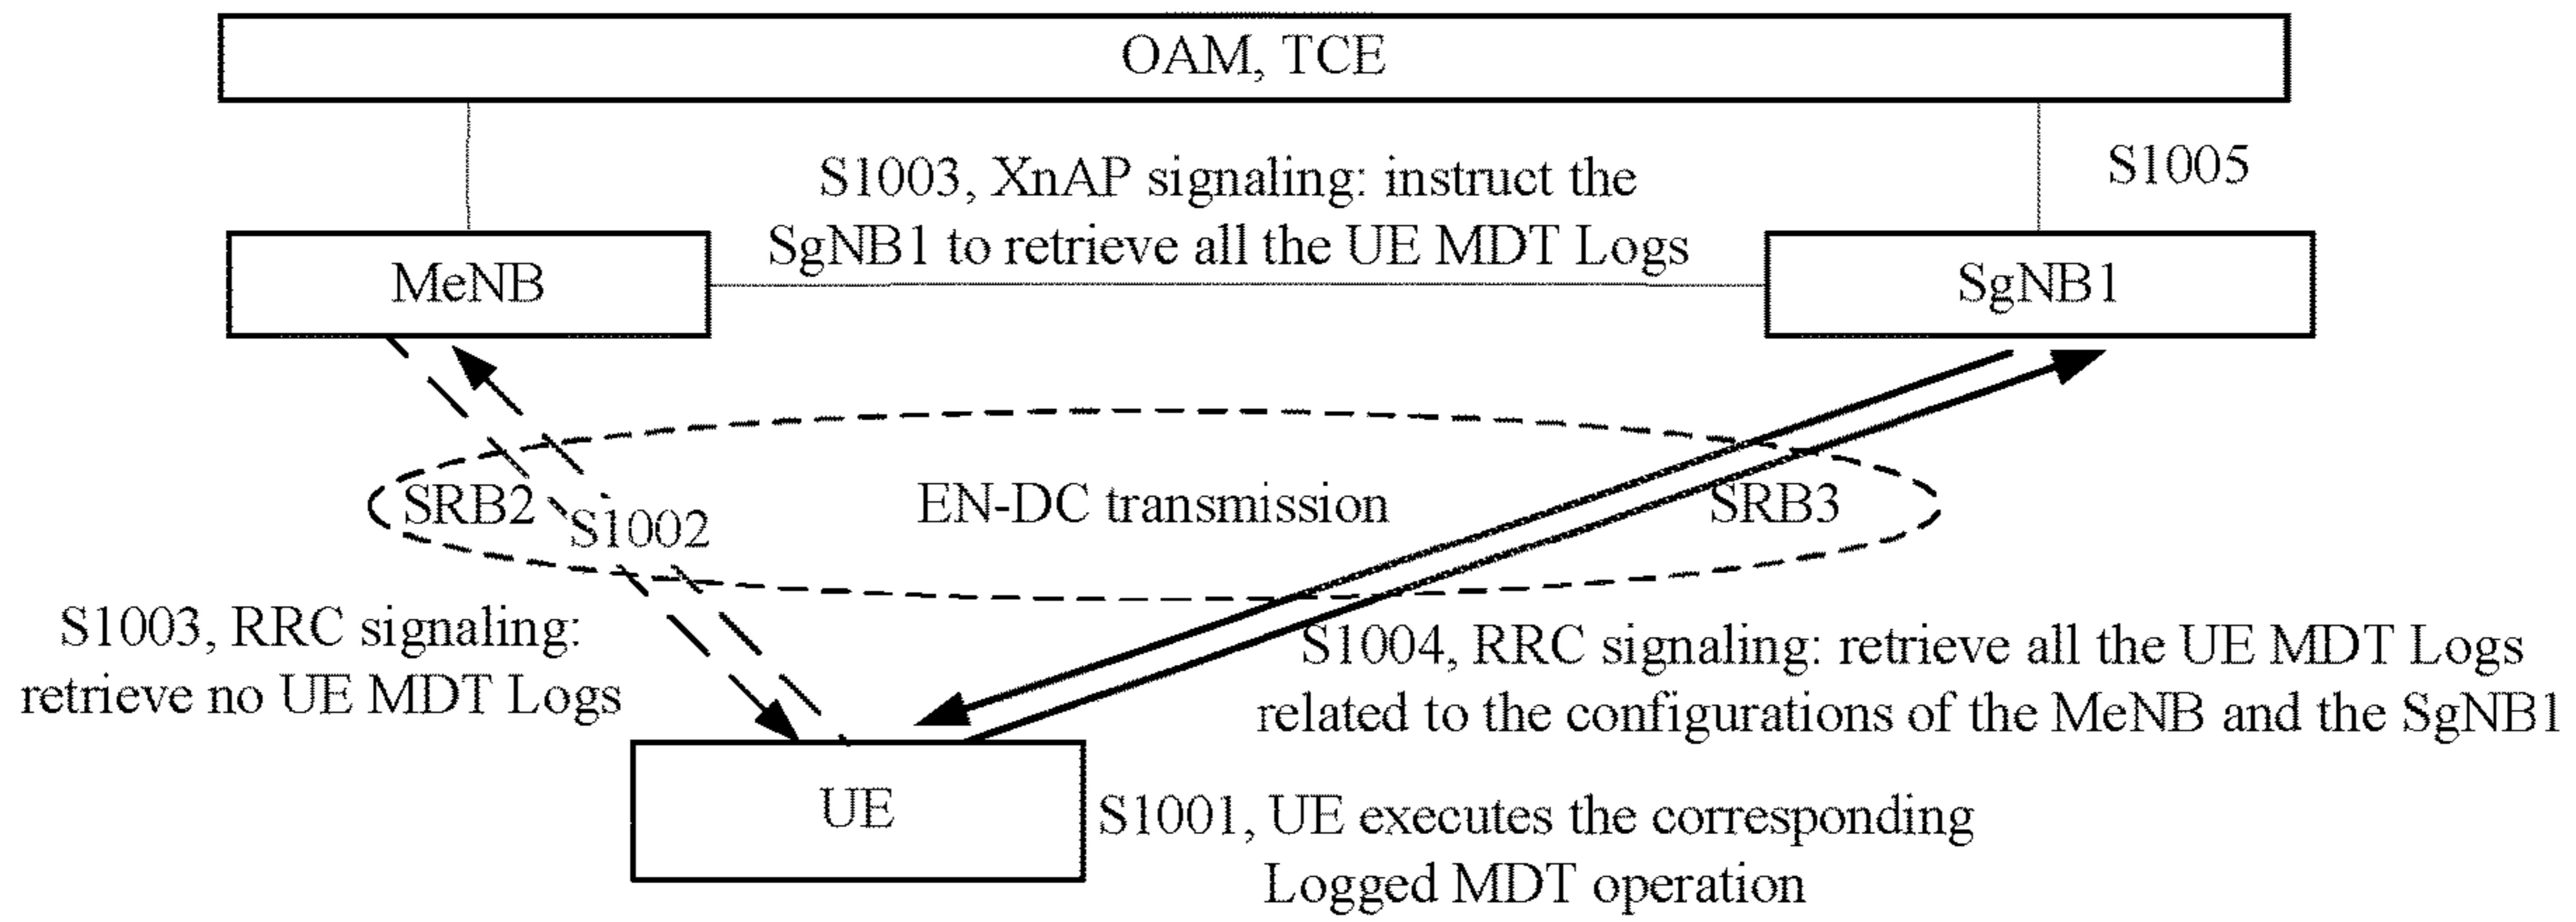 OAM, TCE
S1003, XnAP signaling: instruct the
SgNB1 to retrieve all the UE MDT Logs
S1005
MeNB
SgNB1
SRB2
S1002
EN-DC transmission
SRB3
S1003, RRC signaling:
retrieve no UE MDT Logs
S1004, RRC signaling: retrieve all the UE MDT Logs
related to the configurations of the MeNB and the SgNB1
UE
S1001, UE executes the corresponding
Logged MDT operation